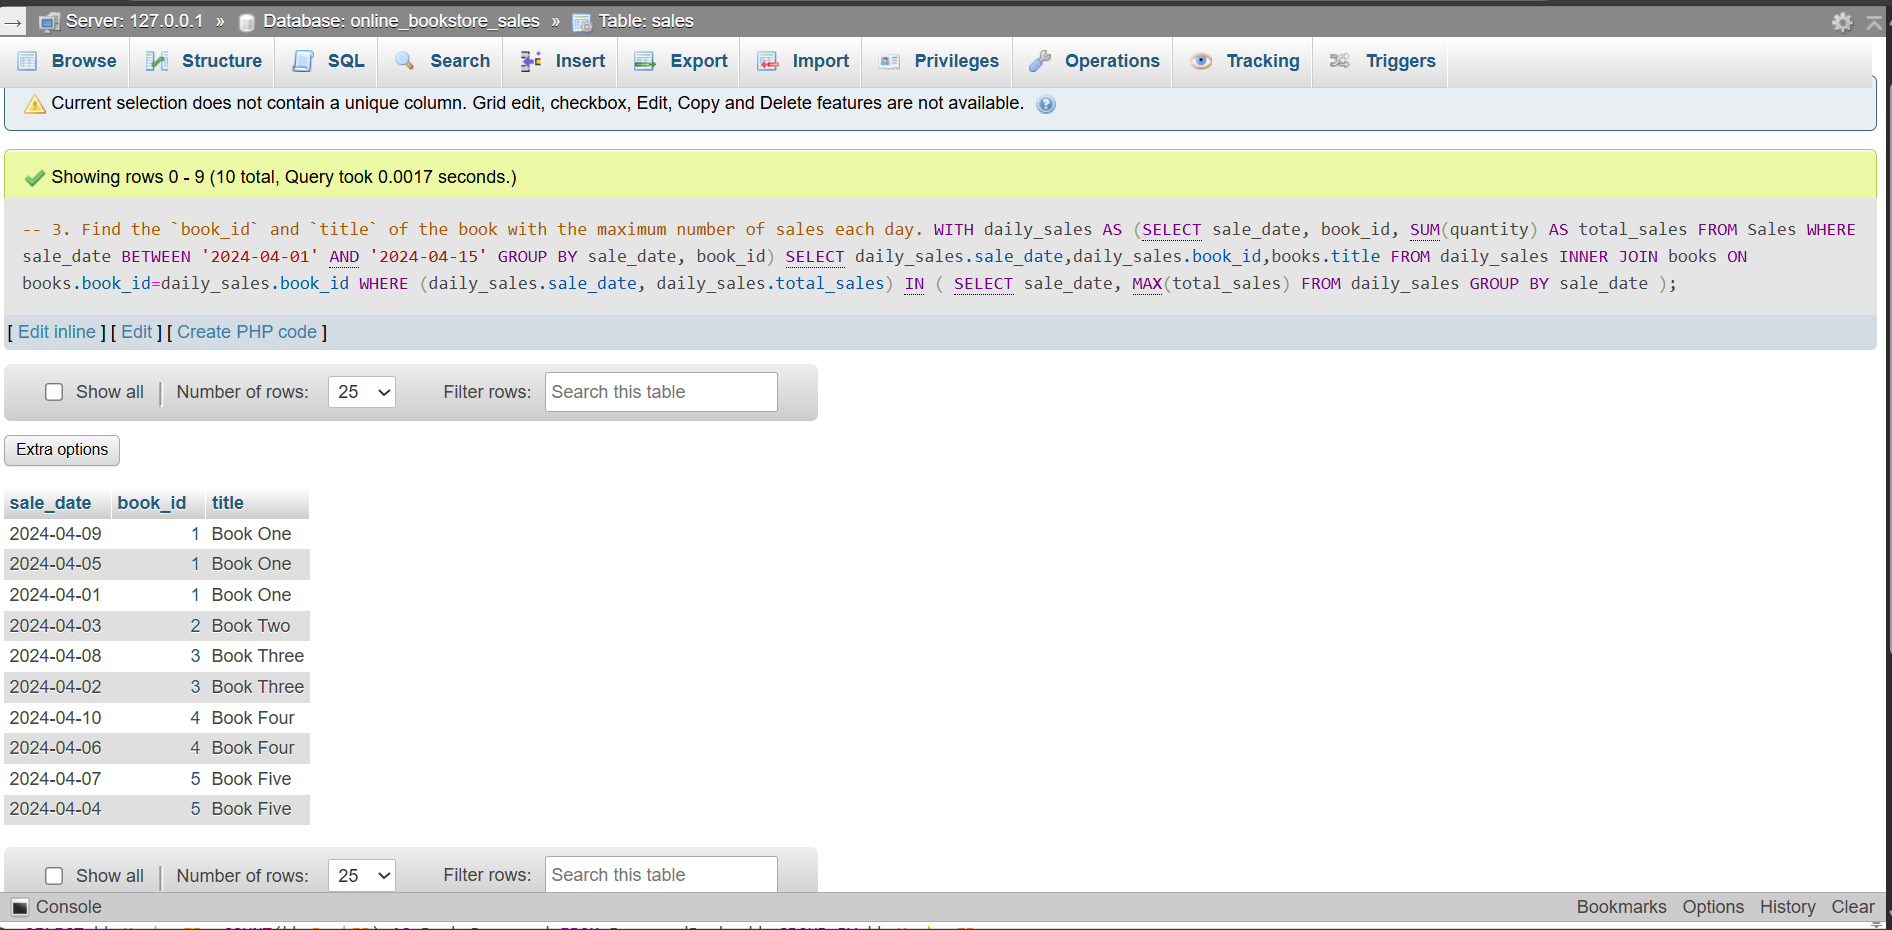 → Server: 127.0.0.1 » Database: online_bookstore_sales » Table: sales
Browse Structure SQL Search Insert Export Import Privileges Operations Tracking Triggers
Current selection does not contain a unique column. Grid edit, checkbox, Edit, Copy and Delete features are not available.
Showing rows 0 - 9 (10 total, Query took 0.0017 seconds.)
-- 3. Find the `book_id` and `title` of the book with the maximum number of sales each day. WITH daily_sales AS (SELECT sale_date, book_id, SUM(quantity) AS total_sales FROM Sales WHERE
sale_date BETWEEN '2024-04-01' AND '2024-04-15' GROUP BY sale_date, book_id) SELECT daily_sales.sale_date,daily_sales.book_id,books.title FROM daily_sales INNER JOIN books ON
books.book_id=daily_sales.book_id WHERE (daily_sales.sale_date, daily_sales.total_sales) IN ( SELECT sale_date, MAX(total_sales) FROM daily_sales GROUP BY sale_date );
[ Edit inline ] [ Edit ] [ Create PHP code ]
Show all | Number of rows: 25 Filter rows: Search this table
Extra options
sale_date book_id title
2024-04-09 1 Book One
2024-04-05 1 Book One
2024-04-01 1 Book One
2024-04-03 2 Book Two
2024-04-08 3 Book Three
2024-04-02 3 Book Three
2024-04-10 4 Book Four
2024-04-06 4 Book Four
2024-04-07 5 Book Five
2024-04-04 5 Book Five
Show all | Number of rows: 25 Filter rows: Search this table
Console Bookmarks Options History Clear